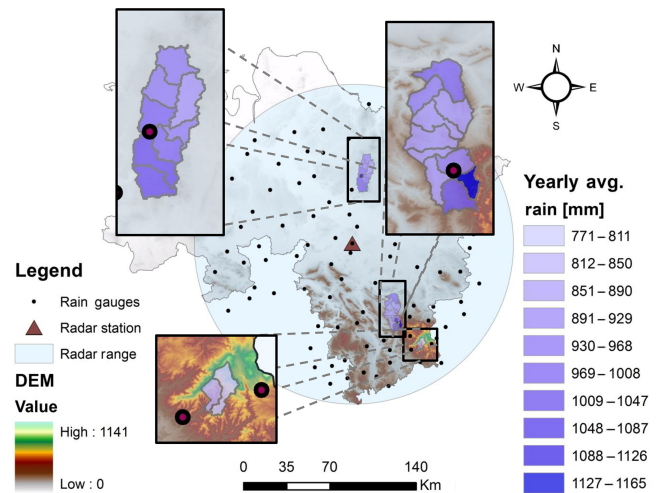 N
W E
S
Legend
Rain gauges
Radar station
Radar range
DEM
Value
High : 1141
Low : 0
0 35 70 140
Km
Yearly avg.
rain [mm]
771–811
812–850
851–890
891–929
930–968
969–1008
1009–1047
1048–1087
1088–1126
1127–1165